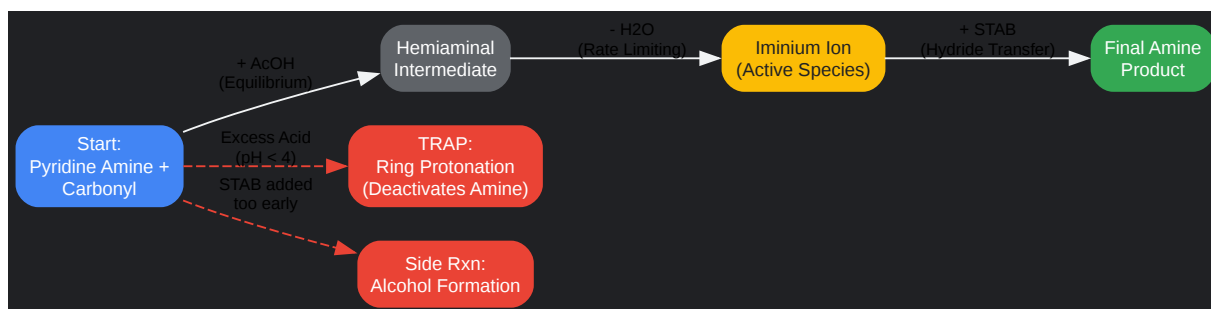 Hemiaminal
Intermediate
- H2O
(Rate Limiting)
Iminium Ion
(Active Species)
+ STAB
(Hydride Transfer)
Final Amine
Product
+ AcOH
(Equilibrium)
Start:
Pyridine Amine +
Carbonyl
Excess Acid
(pH < 4)
TRAP:
Ring Protonation
(Deactivates Amine)
STAB added
too early
Side Rxn:
Alcohol Formation